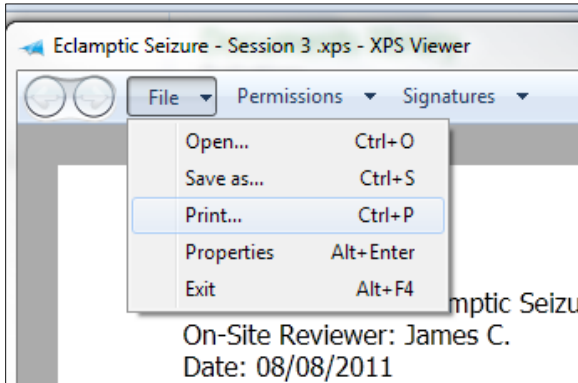 Eclamptic Seizure - Session 3 .xps - XPS Viewer
File Permissions Signatures
Open... Ctrl+O
Save as... Ctrl+S
Print... Ctrl+P
Properties Alt+Enter
Exit Alt+F4
On-Site Reviewer: James C.
Date: 08/08/2011